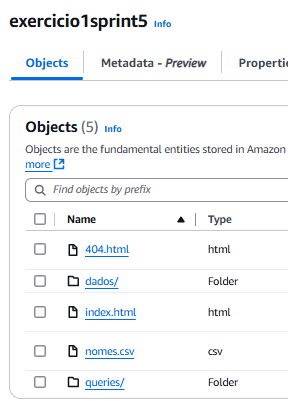 exercicio1sprint5 Info
Objects Metadata - Preview Properti
Objects (5) Info
Objects are the fundamental entities stored in Amazon
more
Find objects by prefix
Name Type
404.html html
dados/ Folder
index.html html
nomes.csv csv
queries/ Folder